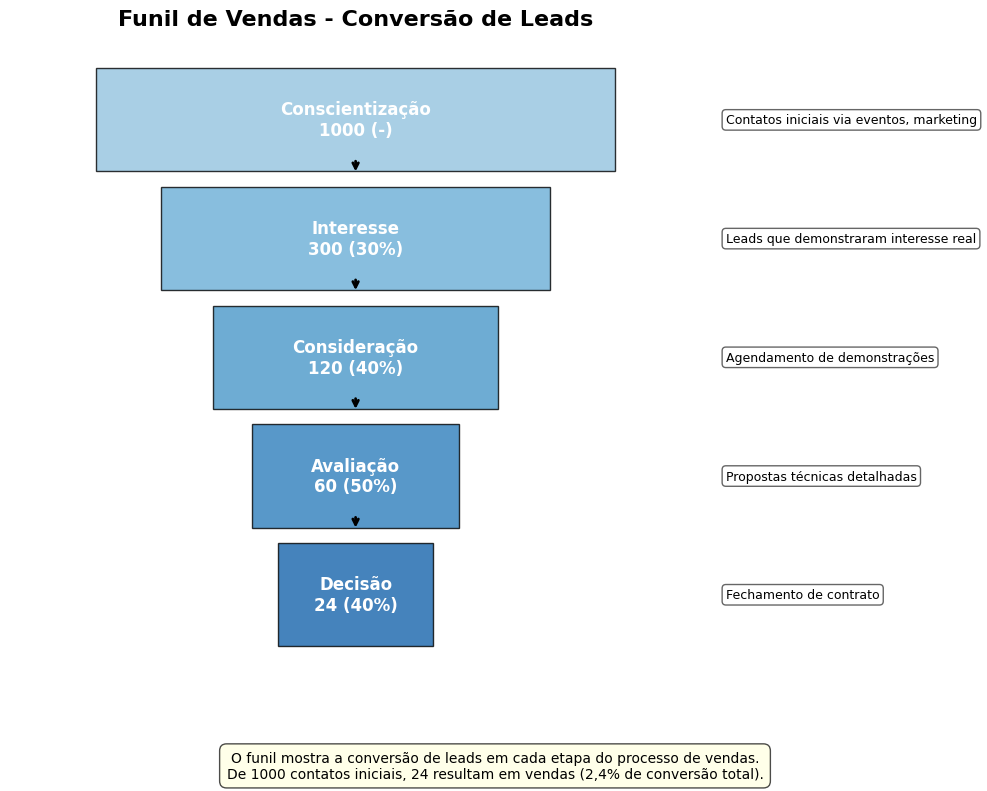 Funil de Vendas - Conversão de Leads
Conscientização
1000 (-)
Contatos iniciais via eventos, marketing
Interesse
300 (30%)
Leads que demonstraram interesse real
Consideração
120 (40%)
Agendamento de demonstrações
Avaliação
60 (50%)
Propostas técnicas detalhadas
Decisão
24 (40%)
Fechamento de contrato
O funil mostra a conversão de leads em cada etapa do processo de vendas.
De 1000 contatos iniciais, 24 resultam em vendas (2,4% de conversão total).